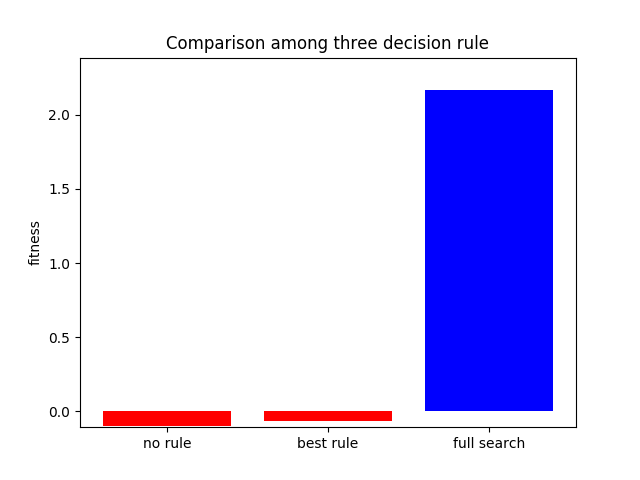 Comparison among three decision rule
fitness
2.0
1.5
1.0
0.5
0.0
no rule
best rule
full search